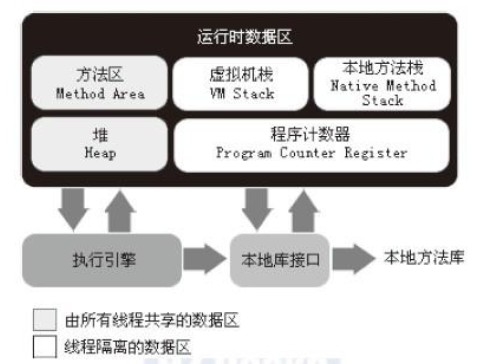 运行时数据区
方法区
Method Area
虚拟机栈
VM Stack
本地方法栈
Native Method
Stack
堆
Heap
程序计数器
Program Counter Register
执行引擎
本地库接口
本地方法库
由所有线程共享的数据区
线程隔离的数据区